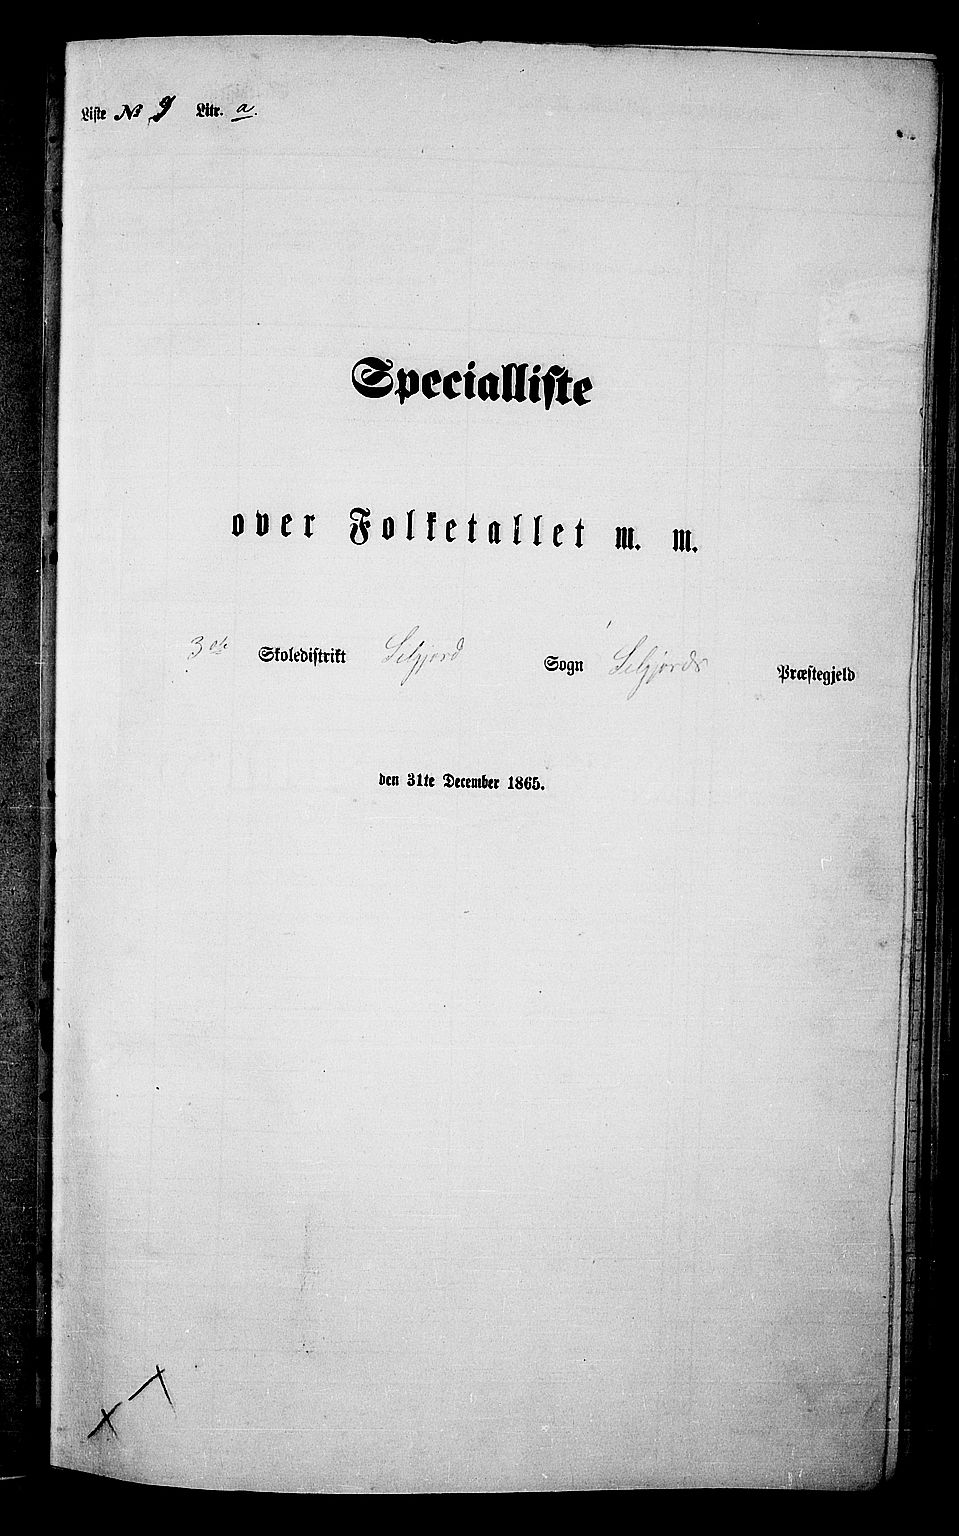 Liste No 9 Litr. a.
Specialliste
over Folketallet m. m.
3die Skoledistrikt Seljord Sogn Seljords Præstegjeld
den 31te December 1865.